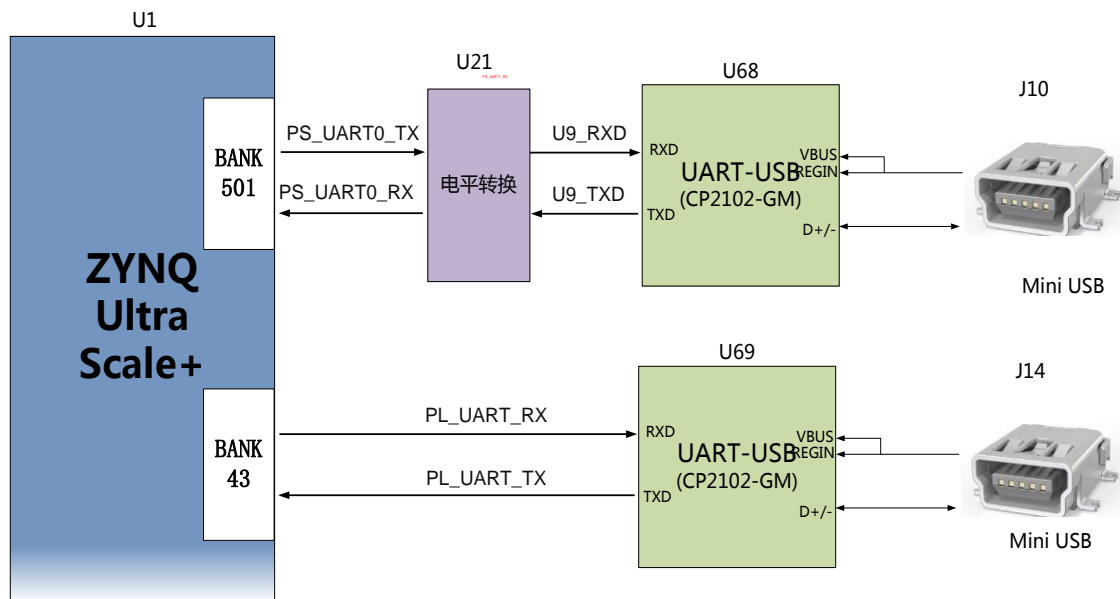 U1
U21
PS_UART1_RX
U68
J10
BANK
501
PS_UART0_TX
PS_UART0_RX
电平转换
U9_RXD
U9_TXD
RXD
TXD
UART-USB
(CP2102-GM)
VBUS
REGIN
D+/-
Mini USB
ZYNQ
Ultra
Scale+
U69
J14
BANK
43
PL_UART_RX
PL_UART_TX
RXD
TXD
UART-USB
(CP2102-GM)
VBUS
REGIN
D+/-
Mini USB